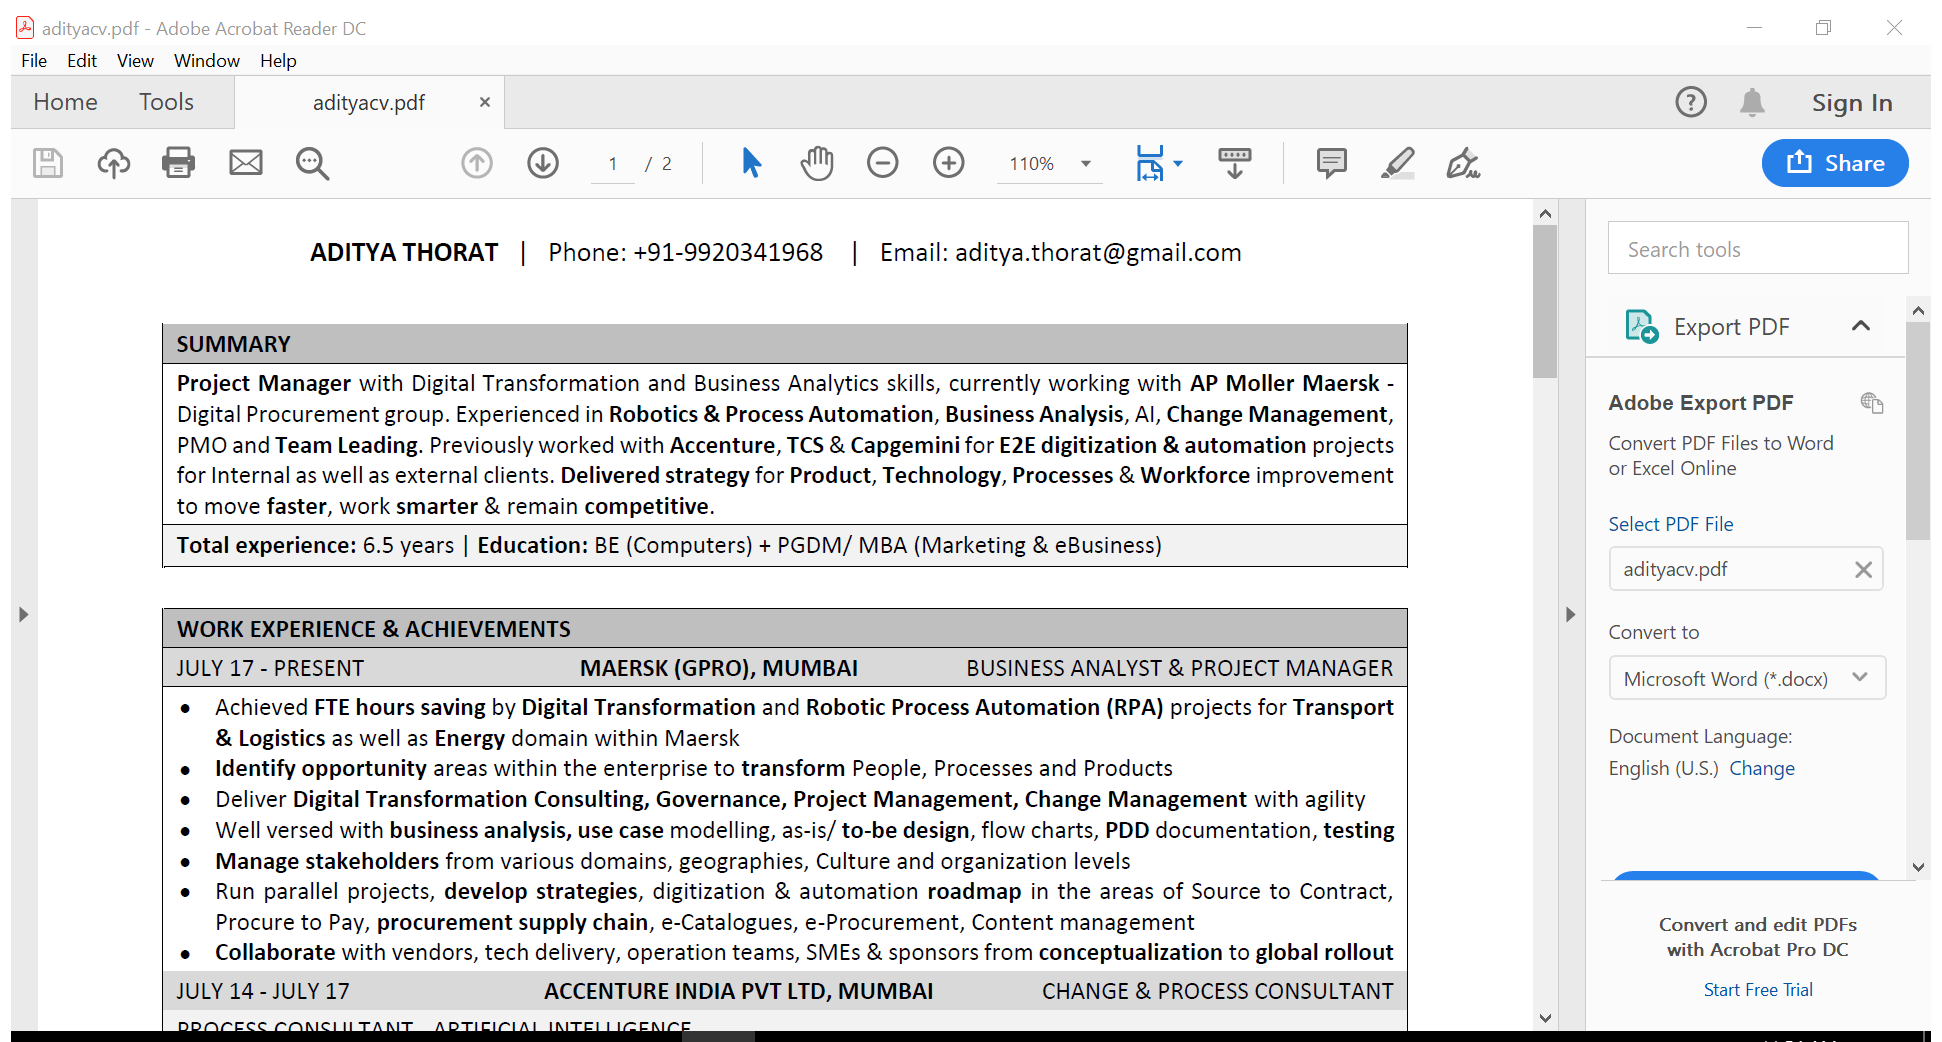 adityacv.pdf - Adobe Acrobat Reader DC
File Edit View Window Help
Home Tools adityacv.pdf × ? Sign In
1 / 2 110% Share
ADITYA THORAT | Phone: +91-9920341968 | Email: aditya.thorat@gmail.com
SUMMARY
Project Manager with Digital Transformation and Business Analytics skills, currently working with AP Moller Maersk -
Digital Procurement group. Experienced in Robotics & Process Automation, Business Analysis, AI, Change Management,
PMO and Team Leading. Previously worked with Accenture, TCS & Capgemini for E2E digitization & automation projects
for Internal as well as external clients. Delivered strategy for Product, Technology, Processes & Workforce improvement
to move faster, work smarter & remain competitive.
Total experience: 6.5 years | Education: BE (Computers) + PGDM/ MBA (Marketing & eBusiness)
WORK EXPERIENCE & ACHIEVEMENTS
JULY 17 - PRESENT MAERSK (GPRO), MUMBAI BUSINESS ANALYST & PROJECT MANAGER
• Achieved FTE hours saving by Digital Transformation and Robotic Process Automation (RPA) projects for Transport
& Logistics as well as Energy domain within Maersk
• Identify opportunity areas within the enterprise to transform People, Processes and Products
• Deliver Digital Transformation Consulting, Governance, Project Management, Change Management with agility
• Well versed with business analysis, use case modelling, as-is/ to-be design, flow charts, PDD documentation, testing
• Manage stakeholders from various domains, geographies, Culture and organization levels
• Run parallel projects, develop strategies, digitization & automation roadmap in the areas of Source to Contract,
Procure to Pay, procurement supply chain, e-Catalogues, e-Procurement, Content management
• Collaborate with vendors, tech delivery, operation teams, SMEs & sponsors from conceptualization to global rollout
JULY 14 - JULY 17 ACCENTURE INDIA PVT LTD, MUMBAI CHANGE & PROCESS CONSULTANT
PROCESS CONSULTANT - ARTIFICIAL INTELLIGENCE
Search tools
Export PDF
Adobe Export PDF
Convert PDF Files to Word
or Excel Online
Select PDF File
adityacv.pdf
Convert to
Microsoft Word (*.docx)
Document Language:
English (U.S.) Change
Convert and edit PDFs
with Acrobat Pro DC
Start Free Trial